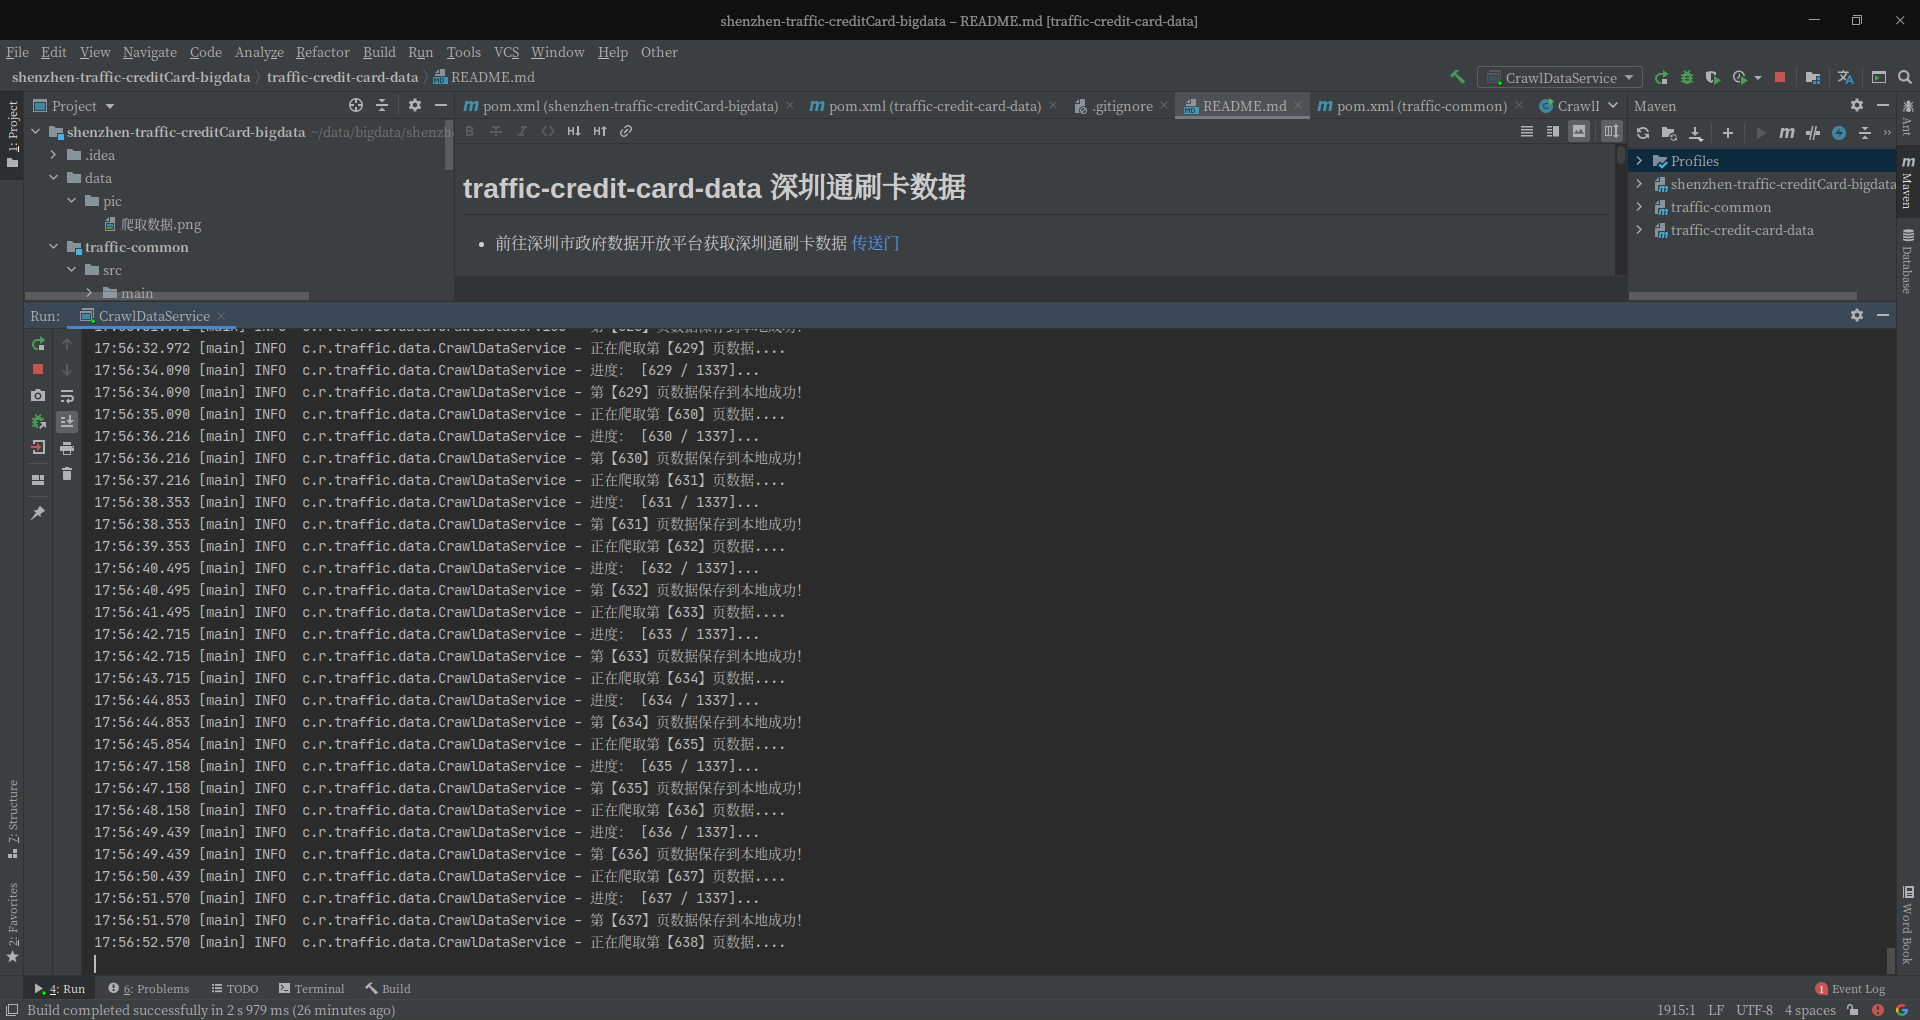 shenzhen-traffic-creditCard-bigdata – README.md [traffic-credit-card-data]
File Edit View Navigate Code Analyze Refactor Build Run Tools VCS Window Help Other
shenzhen-traffic-creditCard-bigdata traffic-credit-card-data README.md
CrawlDataService
1: Project
Project
pom.xml (shenzhen-traffic-creditCard-bigdata)
pom.xml (traffic-credit-card-data)
.gitignore
README.md
pom.xml (traffic-common)
Crawll
Maven
shenzhen-traffic-creditCard-bigdata ~/data/bigdata/shenzh
.idea
data
pic
爬取数据.png
traffic-common
src
main
traffic-credit-card-data 深圳通刷卡数据
• 前往深圳市政府数据开放平台获取深圳通刷卡数据 传送门
Profiles
shenzhen-traffic-creditCard-bigdata
traffic-common
traffic-credit-card-data
Ant
Maven
Database
Word Book
Run: CrawlDataService
17:56:32.972 [main] INFO  c.r.traffic.data.CrawlDataService - 正在爬取第【629】页数据....
17:56:34.090 [main] INFO  c.r.traffic.data.CrawlDataService - 进度： [629 / 1337]...
17:56:34.090 [main] INFO  c.r.traffic.data.CrawlDataService - 第【629】页数据保存到本地成功！
17:56:35.090 [main] INFO  c.r.traffic.data.CrawlDataService - 正在爬取第【630】页数据....
17:56:36.216 [main] INFO  c.r.traffic.data.CrawlDataService - 进度： [630 / 1337]...
17:56:36.216 [main] INFO  c.r.traffic.data.CrawlDataService - 第【630】页数据保存到本地成功！
17:56:37.216 [main] INFO  c.r.traffic.data.CrawlDataService - 正在爬取第【631】页数据....
17:56:38.353 [main] INFO  c.r.traffic.data.CrawlDataService - 进度： [631 / 1337]...
17:56:38.353 [main] INFO  c.r.traffic.data.CrawlDataService - 第【631】页数据保存到本地成功！
17:56:39.353 [main] INFO  c.r.traffic.data.CrawlDataService - 正在爬取第【632】页数据....
17:56:40.495 [main] INFO  c.r.traffic.data.CrawlDataService - 进度： [632 / 1337]...
17:56:40.495 [main] INFO  c.r.traffic.data.CrawlDataService - 第【632】页数据保存到本地成功！
17:56:41.495 [main] INFO  c.r.traffic.data.CrawlDataService - 正在爬取第【633】页数据....
17:56:42.715 [main] INFO  c.r.traffic.data.CrawlDataService - 进度： [633 / 1337]...
17:56:42.715 [main] INFO  c.r.traffic.data.CrawlDataService - 第【633】页数据保存到本地成功！
17:56:43.715 [main] INFO  c.r.traffic.data.CrawlDataService - 正在爬取第【634】页数据....
17:56:44.853 [main] INFO  c.r.traffic.data.CrawlDataService - 进度： [634 / 1337]...
17:56:44.853 [main] INFO  c.r.traffic.data.CrawlDataService - 第【634】页数据保存到本地成功！
17:56:45.854 [main] INFO  c.r.traffic.data.CrawlDataService - 正在爬取第【635】页数据....
17:56:47.158 [main] INFO  c.r.traffic.data.CrawlDataService - 进度： [635 / 1337]...
17:56:47.158 [main] INFO  c.r.traffic.data.CrawlDataService - 第【635】页数据保存到本地成功！
17:56:48.158 [main] INFO  c.r.traffic.data.CrawlDataService - 正在爬取第【636】页数据....
17:56:49.439 [main] INFO  c.r.traffic.data.CrawlDataService - 进度： [636 / 1337]...
17:56:49.439 [main] INFO  c.r.traffic.data.CrawlDataService - 第【636】页数据保存到本地成功！
17:56:50.439 [main] INFO  c.r.traffic.data.CrawlDataService - 正在爬取第【637】页数据....
17:56:51.570 [main] INFO  c.r.traffic.data.CrawlDataService - 进度： [637 / 1337]...
17:56:51.570 [main] INFO  c.r.traffic.data.CrawlDataService - 第【637】页数据保存到本地成功！
17:56:52.570 [main] INFO  c.r.traffic.data.CrawlDataService - 正在爬取第【638】页数据....
7: Structure
2: Favorites
4: Run 6: Problems TODO Terminal Build 1 Event Log
Build completed successfully in 2 s 979 ms (26 minutes ago) 1915:1 LF UTF-8 4 spaces